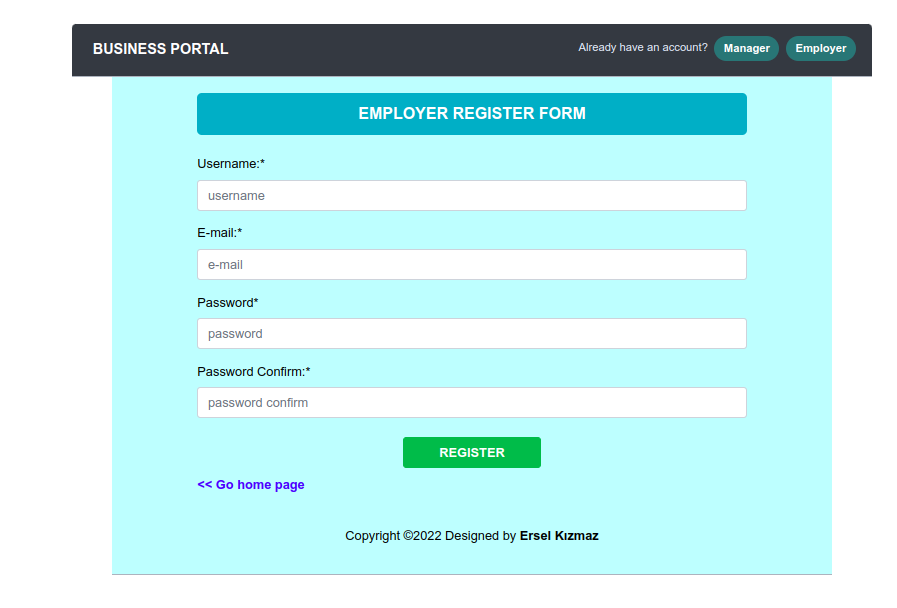 BUSINESS PORTAL
Already have an account? Manager Employer
EMPLOYER REGISTER FORM
Username:*
username
E-mail:*
e-mail
Password*
password
Password Confirm:*
password confirm
REGISTER
<< Go home page
Copyright ©2022 Designed by Ersel Kızmaz